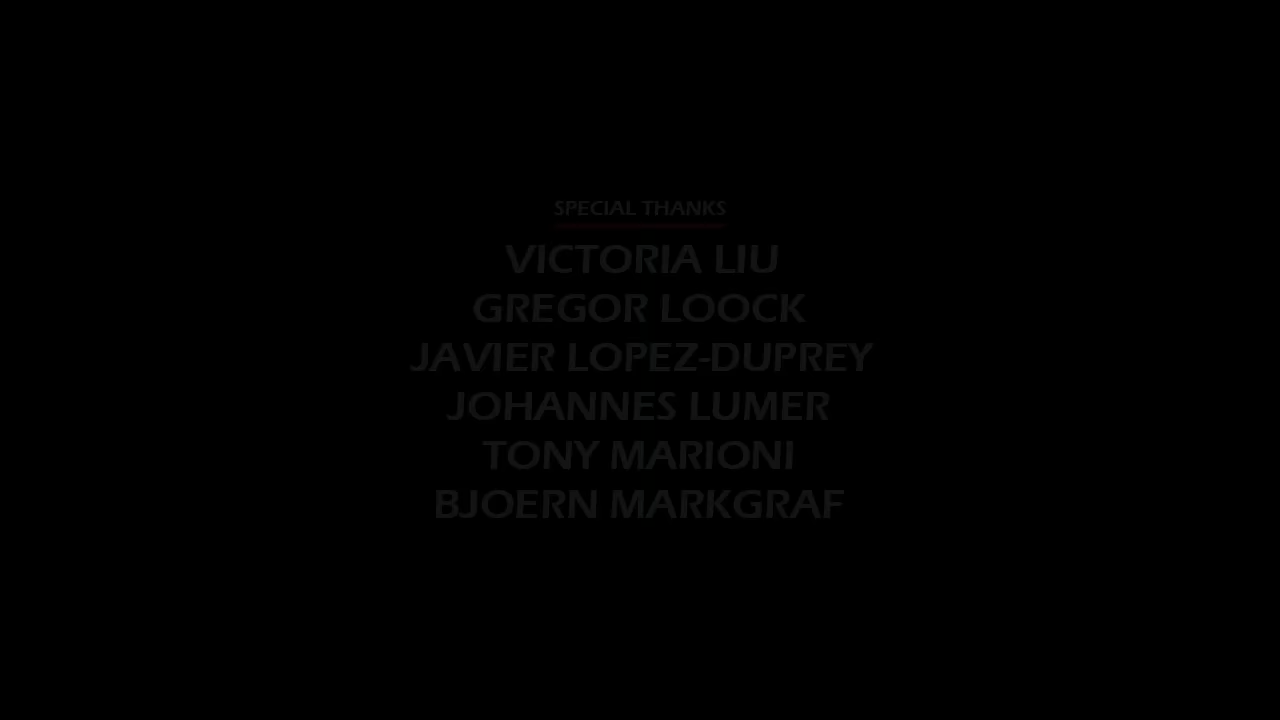 SPECIAL THANKS
VICTORIA LIU
GREGOR LOOCK
JAVIER LOPEZ-DUPREY
JOHANNES LUMER
TONY MARIONI
BJOERN MARKGRAF